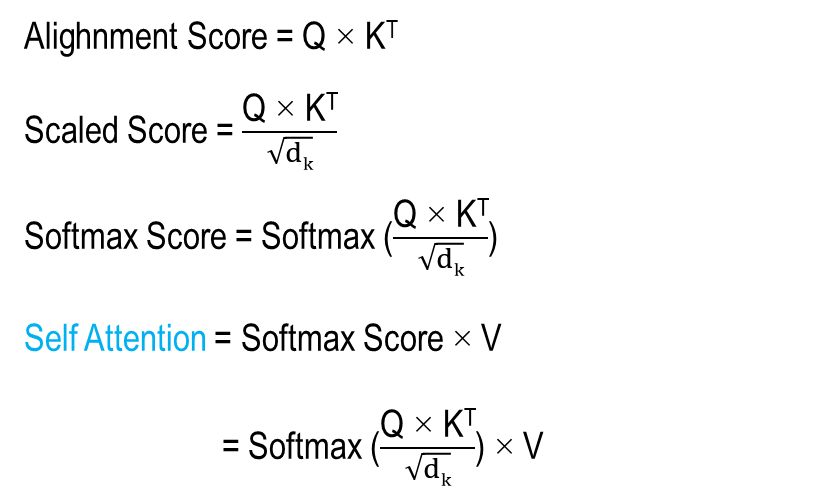 Alighnment Score = Q × Kᵀ
Scaled Score = Q × Kᵀ / √dₖ
Softmax Score = Softmax (Q × Kᵀ / √dₖ)
Self Attention = Softmax Score × V
= Softmax (Q × Kᵀ / √dₖ) × V